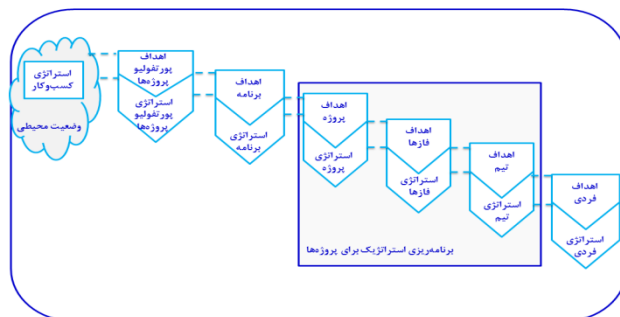 استراتژی
کسب‌وکار
وضعیت محیطی
اهداف
پورتفولیو
پروژه‌ها
استراتژی
پورتفولیو
پروژه‌ها
اهداف
برنامه
استراتژی
برنامه
اهداف
پروژه
استراتژی
پروژه
اهداف
فازها
استراتژی
فازها
اهداف
تیم
استراتژی
تیم
اهداف
فردی
استراتژی
فردی
برنامه‌ریزی استراتژیک برای پروژه‌ها